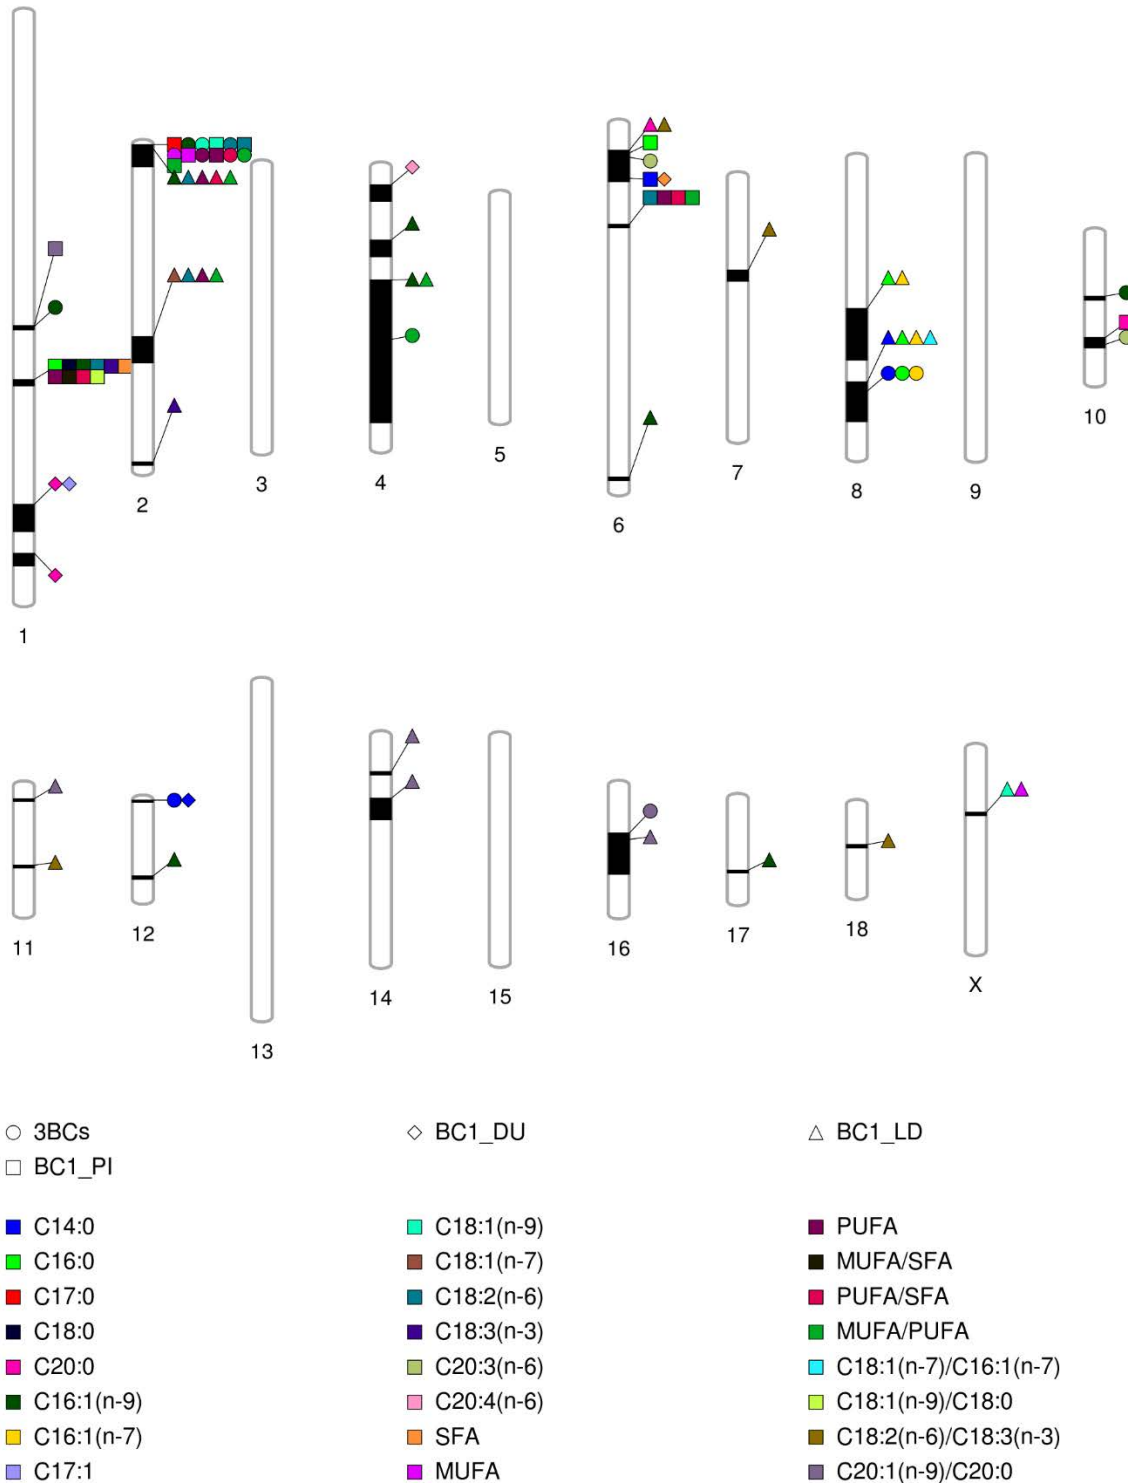 10
2
3
4
5
6
7
8
9
1
11
12
13
14
15
16
17
18
X
3BCs
BC1_DU
BC1_LD
BC1_PI
C14:0
C18:1(n-9)
PUFA
C16:0
C18:1(n-7)
MUFA/SFA
C17:0
C18:2(n-6)
PUFA/SFA
C18:0
C18:3(n-3)
MUFA/PUFA
C20:0
C20:3(n-6)
C18:1(n-7)/C16:1(n-7)
C16:1(n-9)
C20:4(n-6)
C18:1(n-9)/C18:0
C16:1(n-7)
SFA
C18:2(n-6)/C18:3(n-3)
C17:1
MUFA
C20:1(n-9)/C20:0